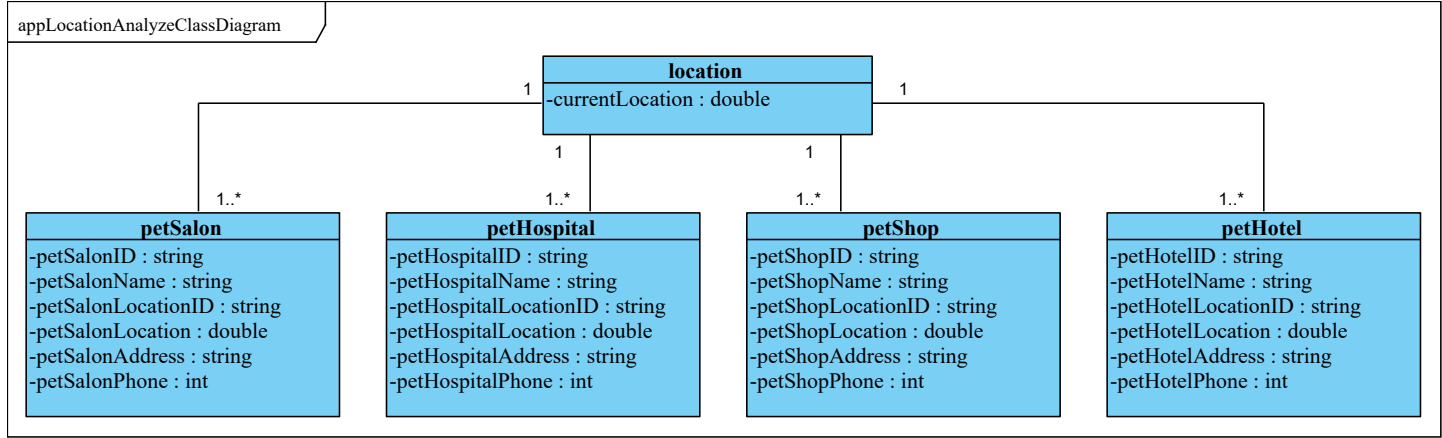 appLocationAnalyzeClassDiagram
location
-currentLocation : double
1
1
1
1
1..*
1..*
1..*
1..*
petSalon
-petSalonID : string
-petSalonName : string
-petSalonLocationID : string
-petSalonLocation : double
-petSalonAddress : string
-petSalonPhone : int
petHospital
-petHospitalID : string
-petHospitalName : string
-petHospitalLocationID : string
-petHospitalLocation : double
-petHospitalAddress : string
-petHospitalPhone : int
petShop
-petShopID : string
-petShopName : string
-petShopLocationID : string
-petShopLocation : double
-petShopAddress : string
-petShopPhone : int
petHotel
-petHotelID : string
-petHotelName : string
-petHotelLocationID : string
-petHotelLocation : double
-petHotelAddress : string
-petHotelPhone : int